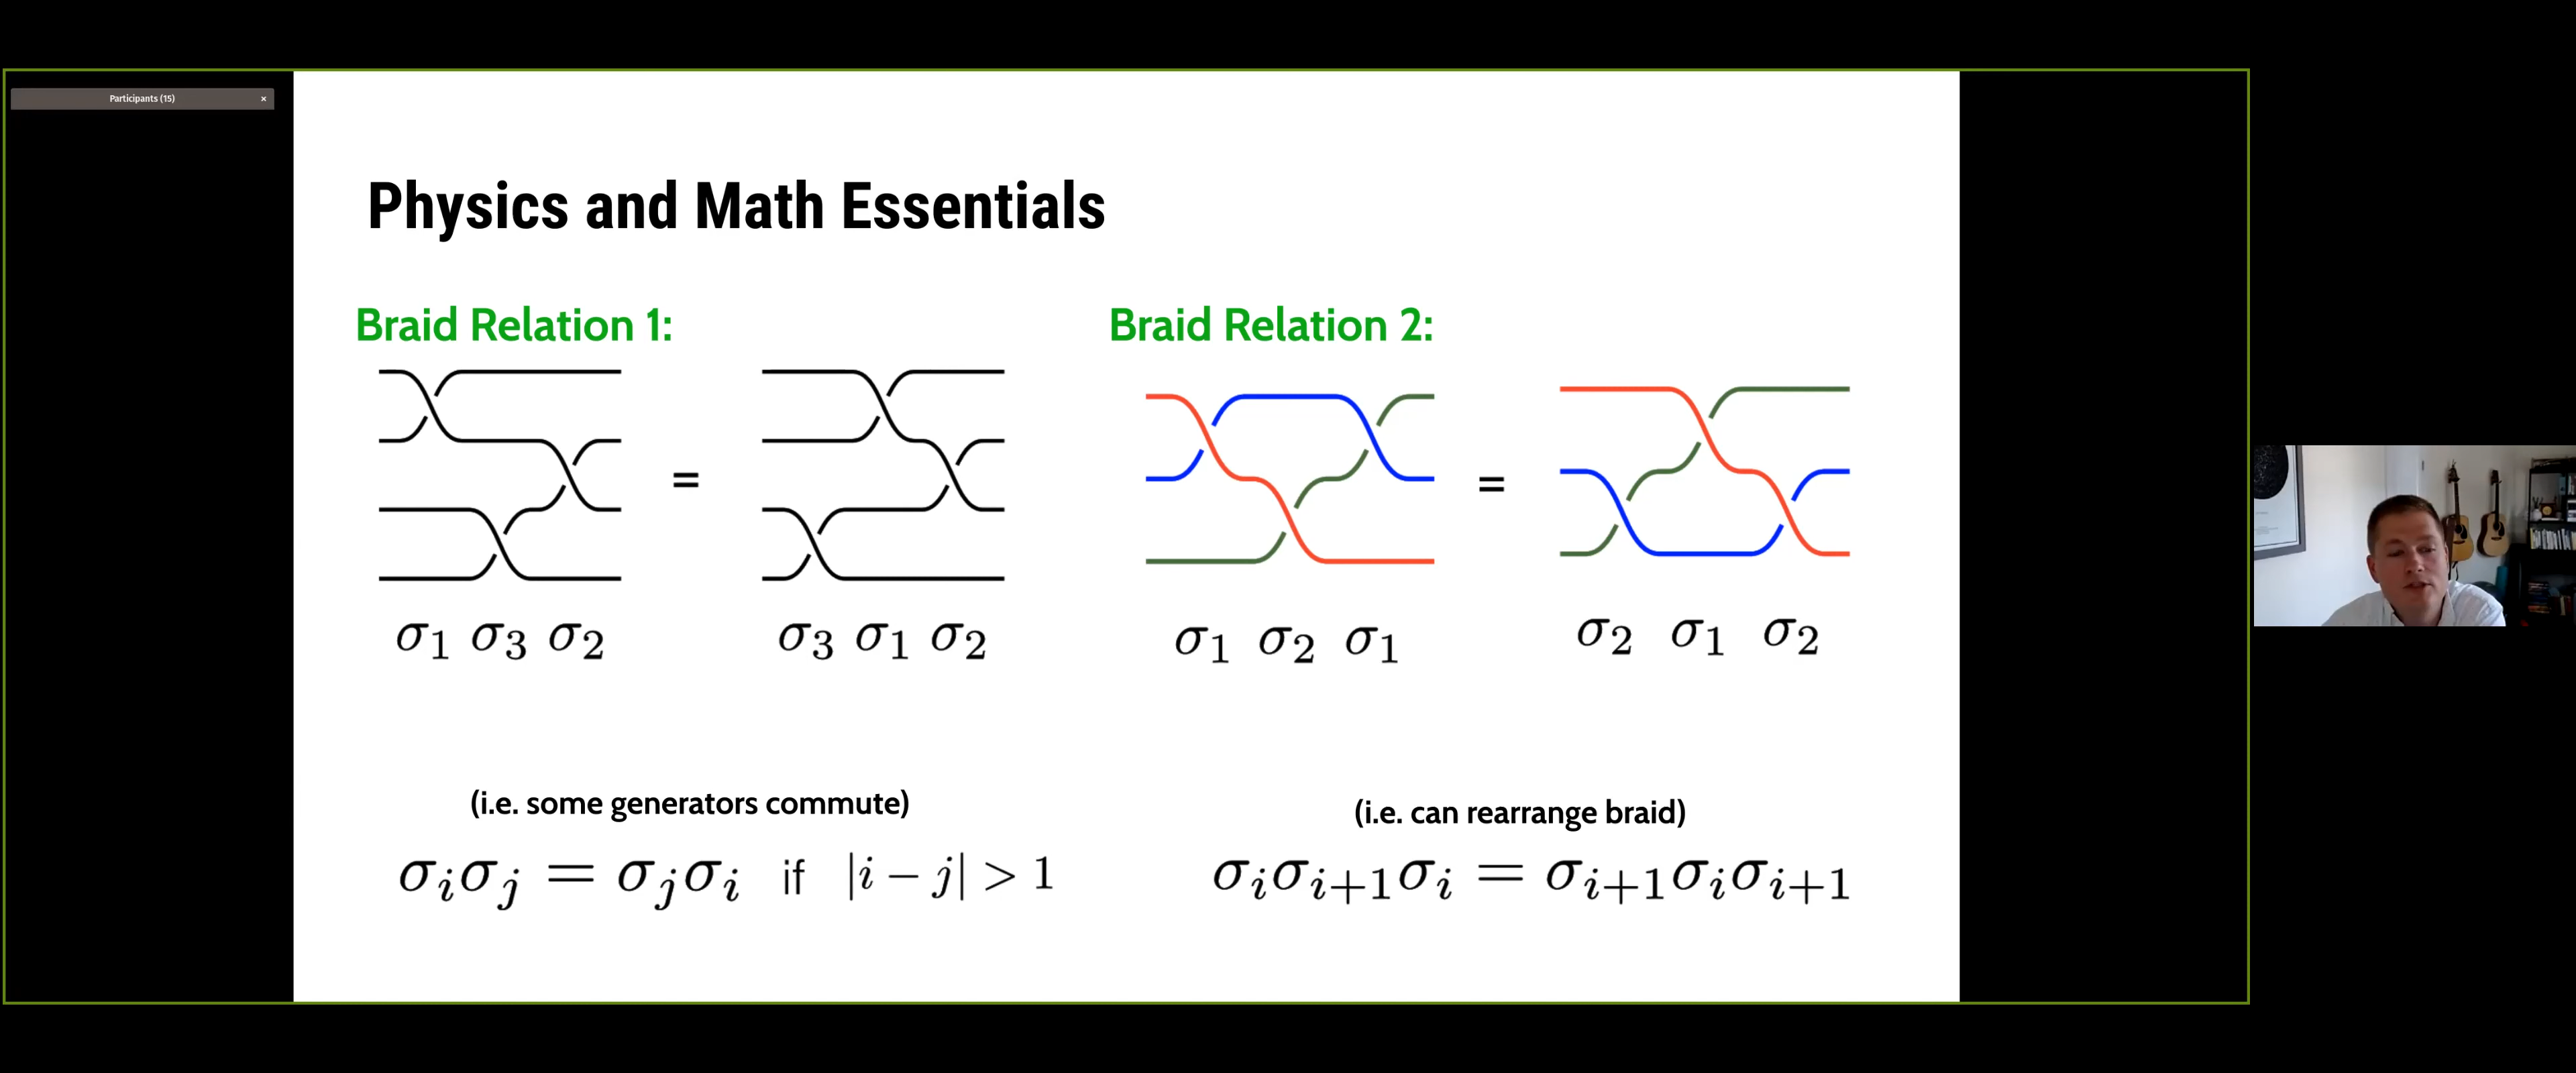 Participants (15) ×
Physics and Math Essentials
Braid Relation 1:
Braid Relation 2:
=
=
σ₁ σ₃ σ₂
σ₃ σ₁ σ₂
σ₁ σ₂ σ₁
σ₂ σ₁ σ₂
(i.e. some generators commute)
(i.e. can rearrange braid)
σᵢσⱼ = σⱼσᵢ if |i − j| > 1
σᵢσᵢ₊₁σᵢ = σᵢ₊₁σᵢσᵢ₊₁